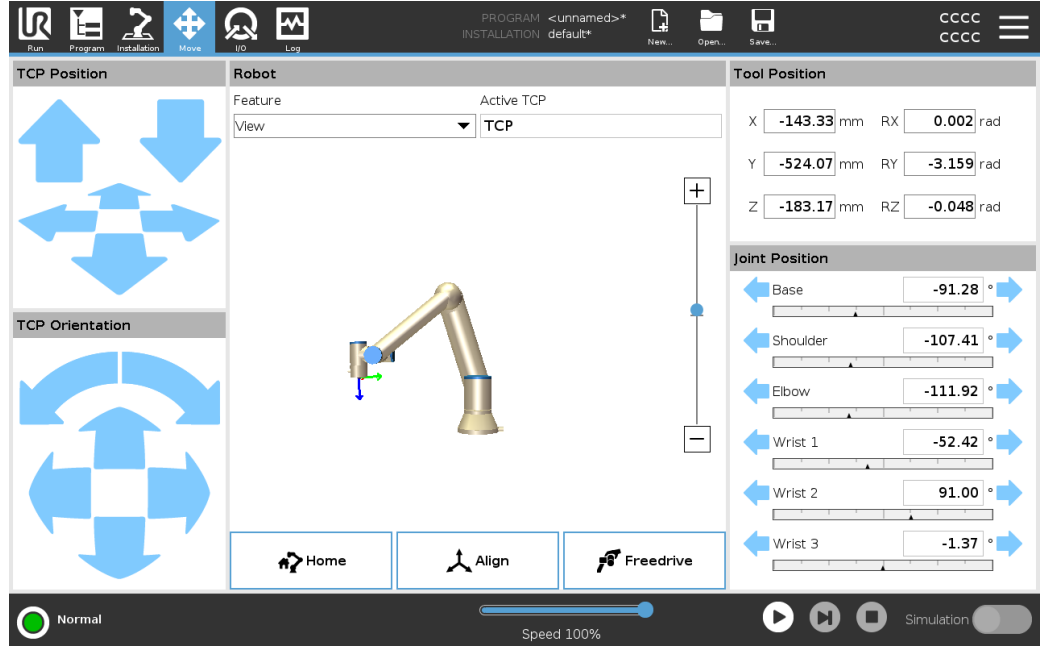 UR
Run
Program
Installation
Move
I/O
Log
PROGRAM <unnamed>*
INSTALLATION default*
New...
Open...
Save...
CCCC
CCCC
TCP Position
Robot
Feature
Active TCP
View
TCP
TCP Orientation
Home
Align
Freedrive
Tool Position
X -143.33 mm RX 0.002 rad
Y -524.07 mm RY -3.159 rad
Z -183.17 mm RZ -0.048 rad
Joint Position
Base -91.28 °
Shoulder -107.41 °
Elbow -111.92 °
Wrist 1 -52.42 °
Wrist 2 91.00 °
Wrist 3 -1.37 °
Normal
Speed 100%
Simulation